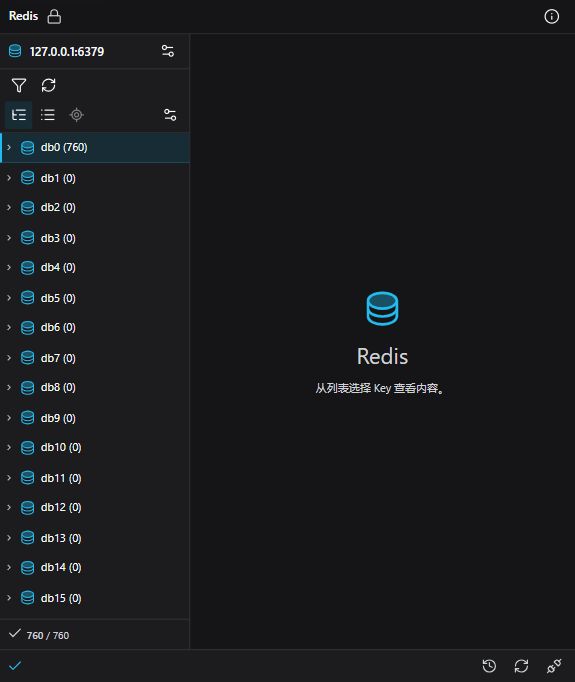 Redis
127.0.0.1:6379
db0 (760)
db1 (0)
db2 (0)
db3 (0)
db4 (0)
db5 (0)
db6 (0)
db7 (0)
db8 (0)
db9 (0)
db10 (0)
db11 (0)
db12 (0)
db13 (0)
db14 (0)
db15 (0)
760 / 760
Redis
从列表选择 Key 查看内容。